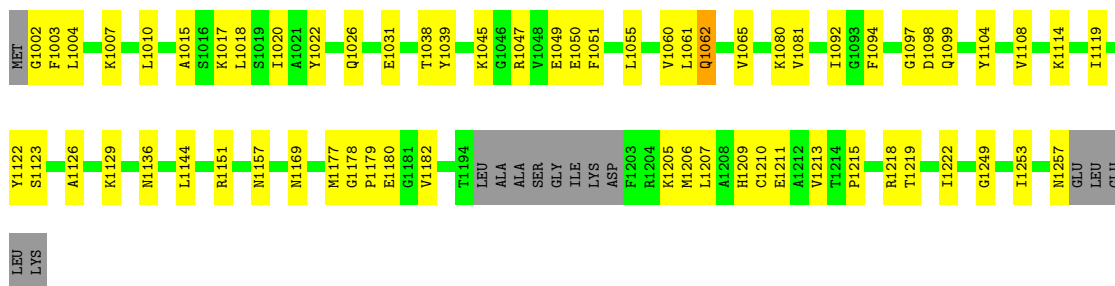 MET G1002 F1003 L1004 K1007 L1010 A1015 S1016 K1017 L1018 S1019 I1020 A1021 Y1022 Q1026 E1031 T1038 Y1039 K1045 G1046 R1047 V1048 E1049 E1050 F1051 L1055 V1060 L1061 Q1062 V1065 K1080 V1081 I1092 G1093 F1094 G1097 D1098 Q1099 Y1104 V1108 K1114 I1119
Y1122 S1123 A1126 K1129 N1136 L1144 R1151 N1157 N1169 M1177 G1178 P1179 E1180 G1181 V1182 T1194 LEU ALA ALA SER GLY ILE LYS ASP F1203 R1204 K1205 M1206 L1207 A1208 H1209 C1210 E1211 A1212 V1213 T1214 P1215 R1218 T1219 I1222 G1249 I1253 N1257 GLU LEU GLU
LEU LYS